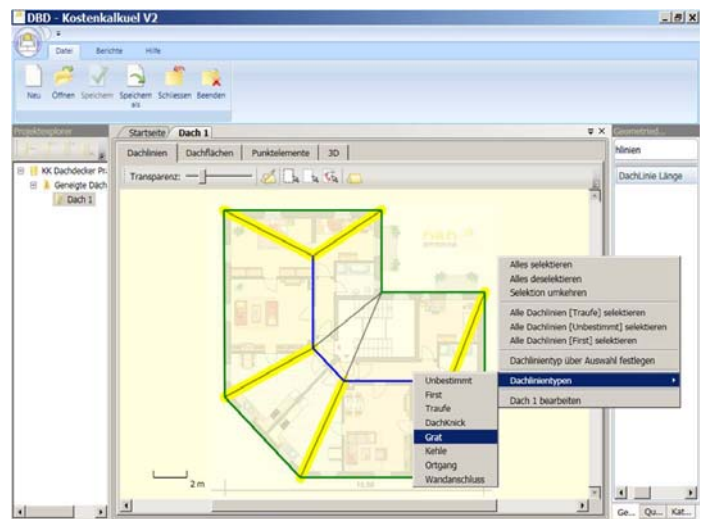 DBD - Kostenkalkuel V2
Datei Berichte Hilfe
Neu Öffnen Speichern Speichern als Schliessen Beenden
Projektexplorer
Startseite Dach 1
Geometried...
Dachlinien Dachflächen Punktelemente 3D
hlinien
KK Dachdecker Pr
Transparenz:
DachLinie Länge
Geneigte Däch
Dach 1
Alles selektieren
Alles deselektieren
Selektion umkehren
Alle Dachlinien [Traufe] selektieren
Alle Dachlinien [Unbestimmt] selektieren
Alle Dachlinien [First] selektieren
Dachlinientyp über Auswahl festlegen
Dachlinientypen
Dach 1 bearbeiten
Unbestimmt
First
Traufe
DachKnick
Grat
Kehle
Ortgang
Wandanschluss
2 m
Ge... Qu... Kat...